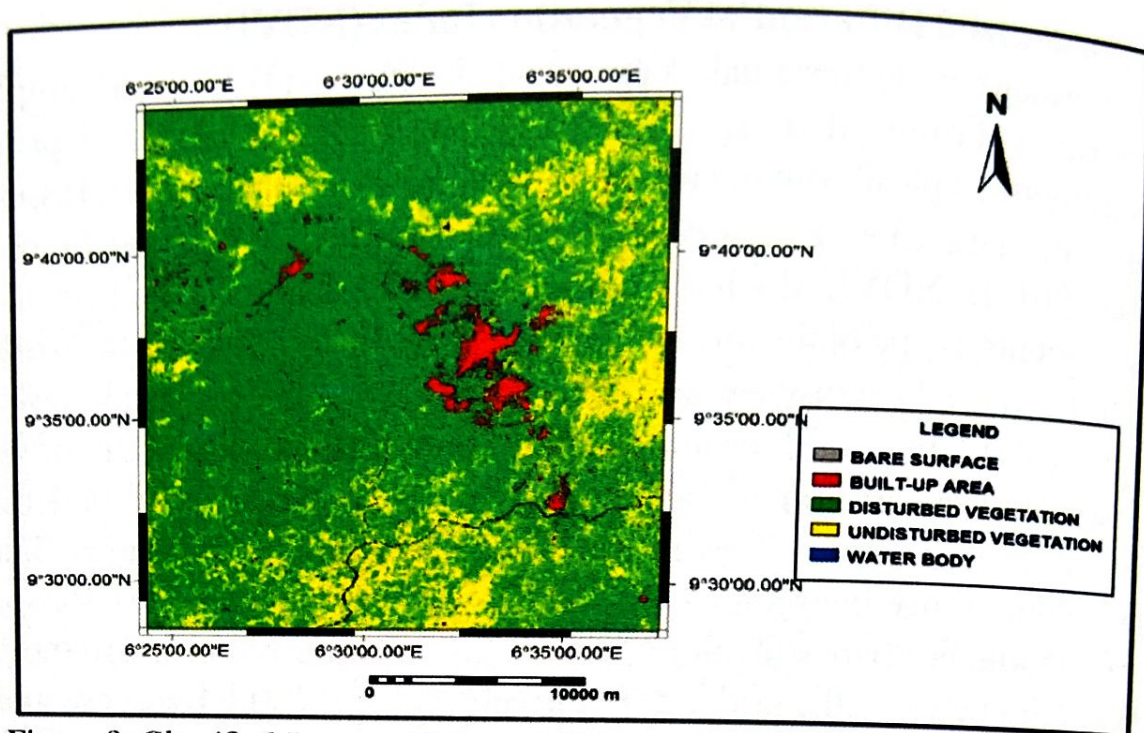 6°25'00.00"E 6°30'00.00"E 6°35'00.00"E
N
9°40'00.00"N 9°40'00.00"N
9°35'00.00"N 9°35'00.00"N
LEGEND
BARE SURFACE
BUILT-UP AREA
DISTURBED VEGETATION
UNDISTURBED VEGETATION
WATER BODY
9°30'00.00"N 9°30'00.00"N
6°25'00.00"E 6°30'00.00"E 6°35'00.00"E
0 10000 m